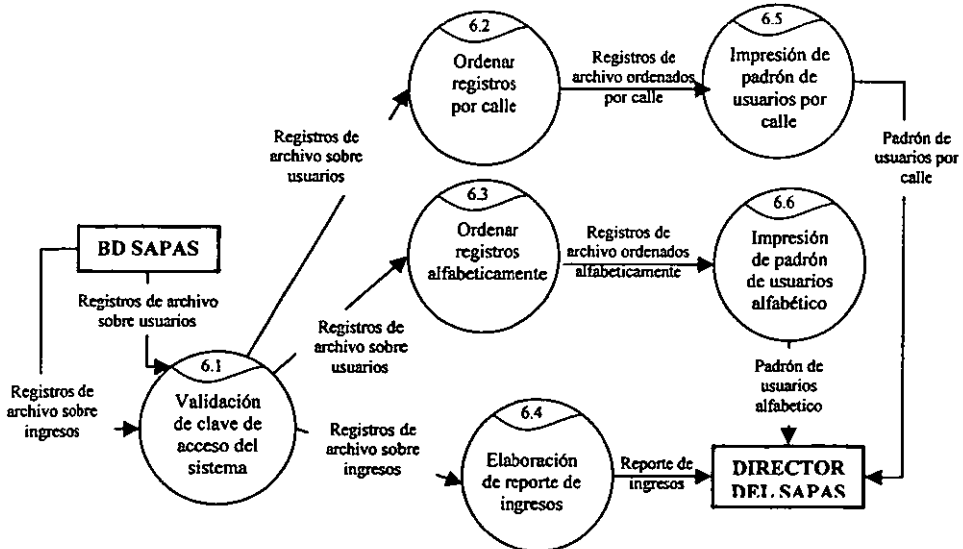 6.2
Ordenar
registros
por calle
Registros de
archivo ordenados
por calle
6.5
Impresión de
padrón de
usuarios por
calle
Registros de
archivo sobre
usuarios
Padrón de
usuarios por
calle
6.3
Ordenar
registros
alfabeticamente
Registros de
archivo ordenados
alfabeticamente
6.6
Impresión
de padrón
de usuarios
alfabético
BD SAPAS
Registros de archivo
sobre usuarios
Registros de
archivo sobre
usuarios
Padrón de
usuarios
alfabetico
Registros de
archivo sobre
ingresos
6.1
Validación
de clave de
acceso del
sistema
Registros de
archivo sobre
ingresos
6.4
Elaboración
de reporte de
ingresos
Reporte de
ingresos
DIRECTOR
DEL SAPAS